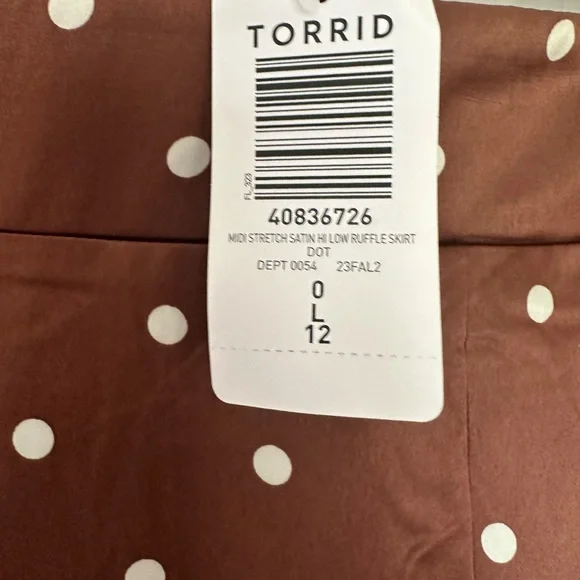 TORRID
FL_323
40836726
MIDI STRETCH SATIN HI LOW RUFFLE SKIRT
DOT
DEPT 0054 23FAL2
0
L
12